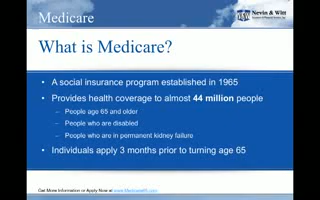 Medicare
Nevin & Witt
What is Medicare?
• A social insurance program established in 1965
• Provides health coverage to almost 44 million people
– People age 65 and older
– People who are disabled
– People who are in permanent kidney failure
• Individuals apply 3 months prior to turning age 65
Get More Information or Apply Now at